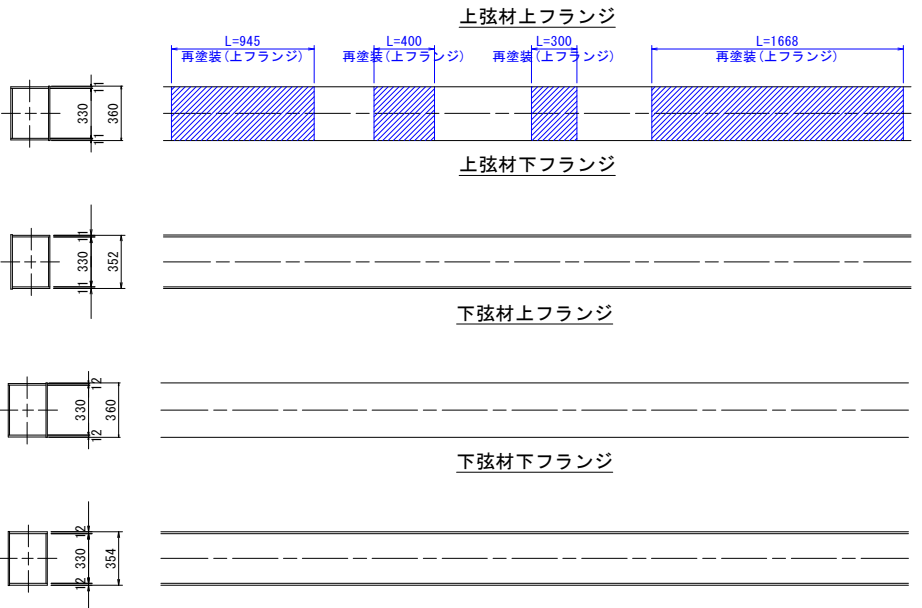 上弦材上フランジ
L=945
L=400
L=300
L=1668
再塗装(上フランジ)
再塗装(上フランジ)
再塗装(上フランジ)
再塗装(上フランジ)
11
330
360
11
上弦材下フランジ
11
330
352
11
下弦材上フランジ
12
330
360
12
下弦材下フランジ
12
330
354
12